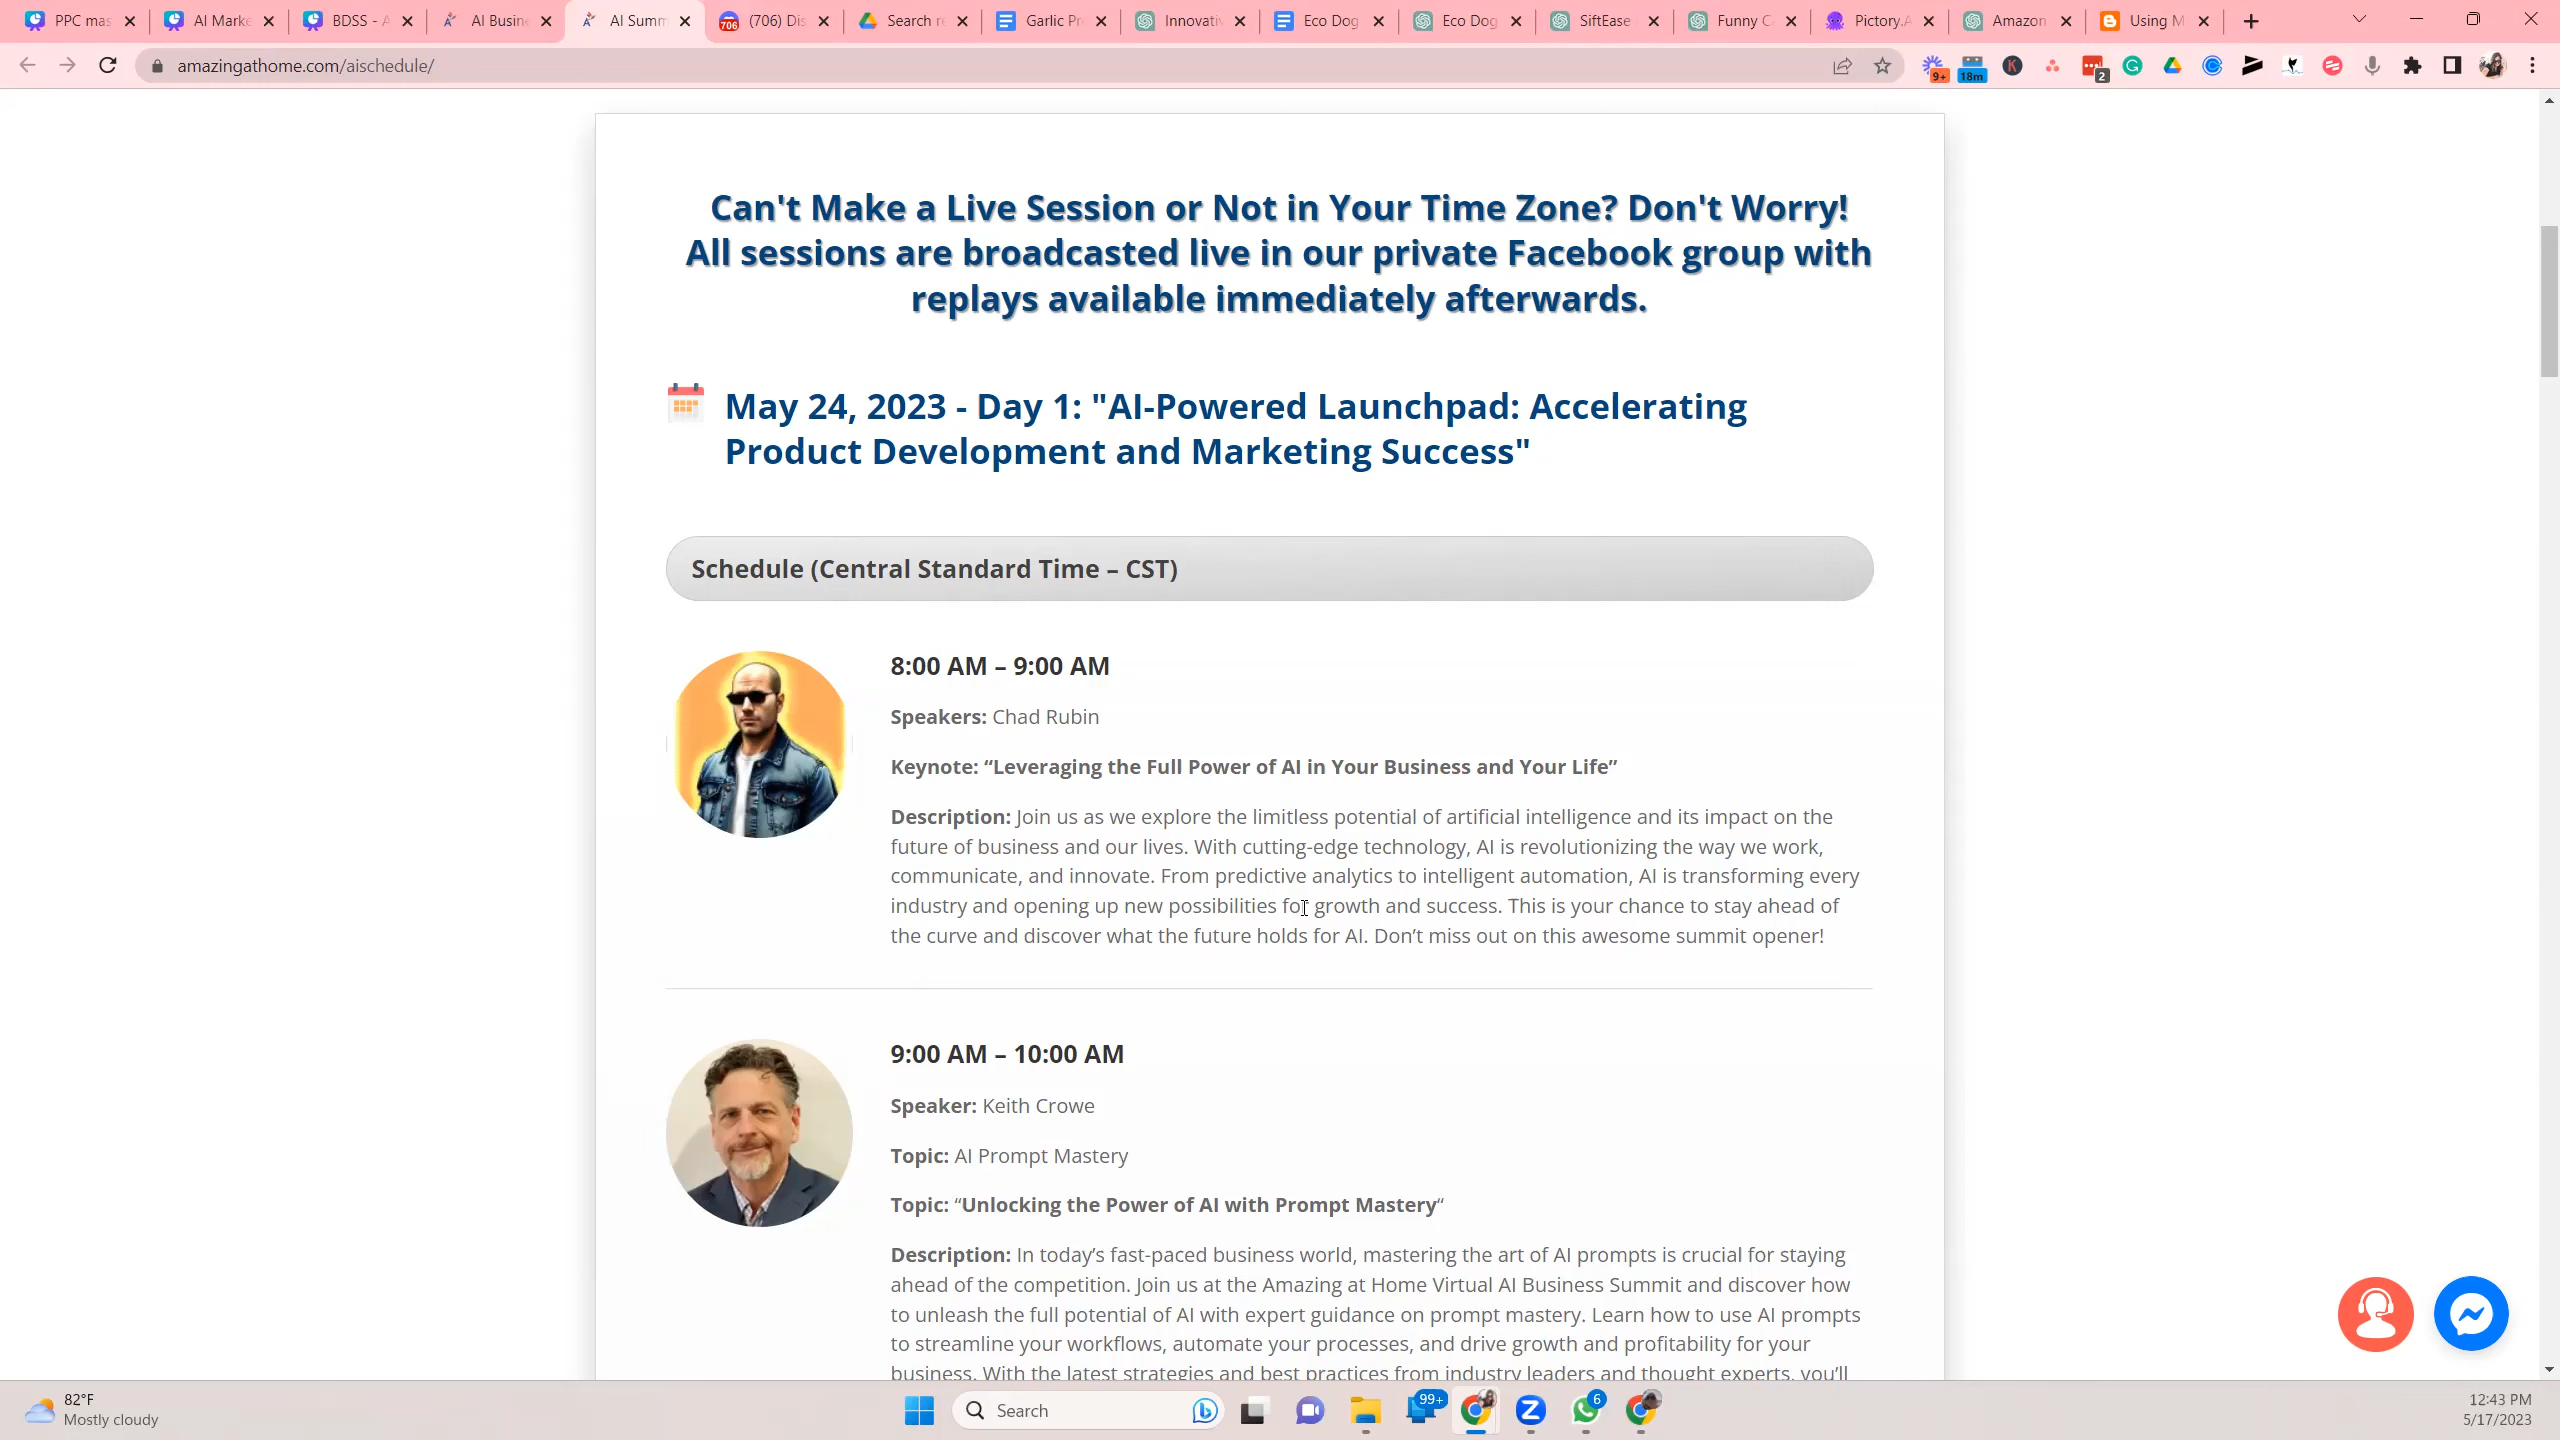 PPC mas
AI Marke
BDSS - A
AI Busine
AI Summ
(706) Dis
Search re
Garlic Pr
Innovativ
Eco Dog
Eco Dog
SiftEase
Funny C
Pictory.A
Amazon
Using M
amazingathome.com/aischedule/
9+
18m
2
Can't Make a Live Session or Not in Your Time Zone? Don't Worry!
All sessions are broadcasted live in our private Facebook group with
replays available immediately afterwards.
May 24, 2023 - Day 1: "AI-Powered Launchpad: Accelerating
Product Development and Marketing Success"
Schedule (Central Standard Time – CST)
8:00 AM – 9:00 AM
Speakers: Chad Rubin
Keynote: “Leveraging the Full Power of AI in Your Business and Your Life”
Description: Join us as we explore the limitless potential of artificial intelligence and its impact on the
future of business and our lives. With cutting-edge technology, AI is revolutionizing the way we work,
communicate, and innovate. From predictive analytics to intelligent automation, AI is transforming every
industry and opening up new possibilities for growth and success. This is your chance to stay ahead of
the curve and discover what the future holds for AI. Don’t miss out on this awesome summit opener!
9:00 AM – 10:00 AM
Speaker: Keith Crowe
Topic: AI Prompt Mastery
Topic: “Unlocking the Power of AI with Prompt Mastery“
Description: In today’s fast-paced business world, mastering the art of AI prompts is crucial for staying
ahead of the competition. Join us at the Amazing at Home Virtual AI Business Summit and discover how
to unleash the full potential of AI with expert guidance on prompt mastery. Learn how to use AI prompts
to streamline your workflows, automate your processes, and drive growth and profitability for your
business. With the latest strategies and best practices from industry leaders and thought experts, you’ll
82°F
Mostly cloudy
Search
99+
6
12:43 PM
5/17/2023